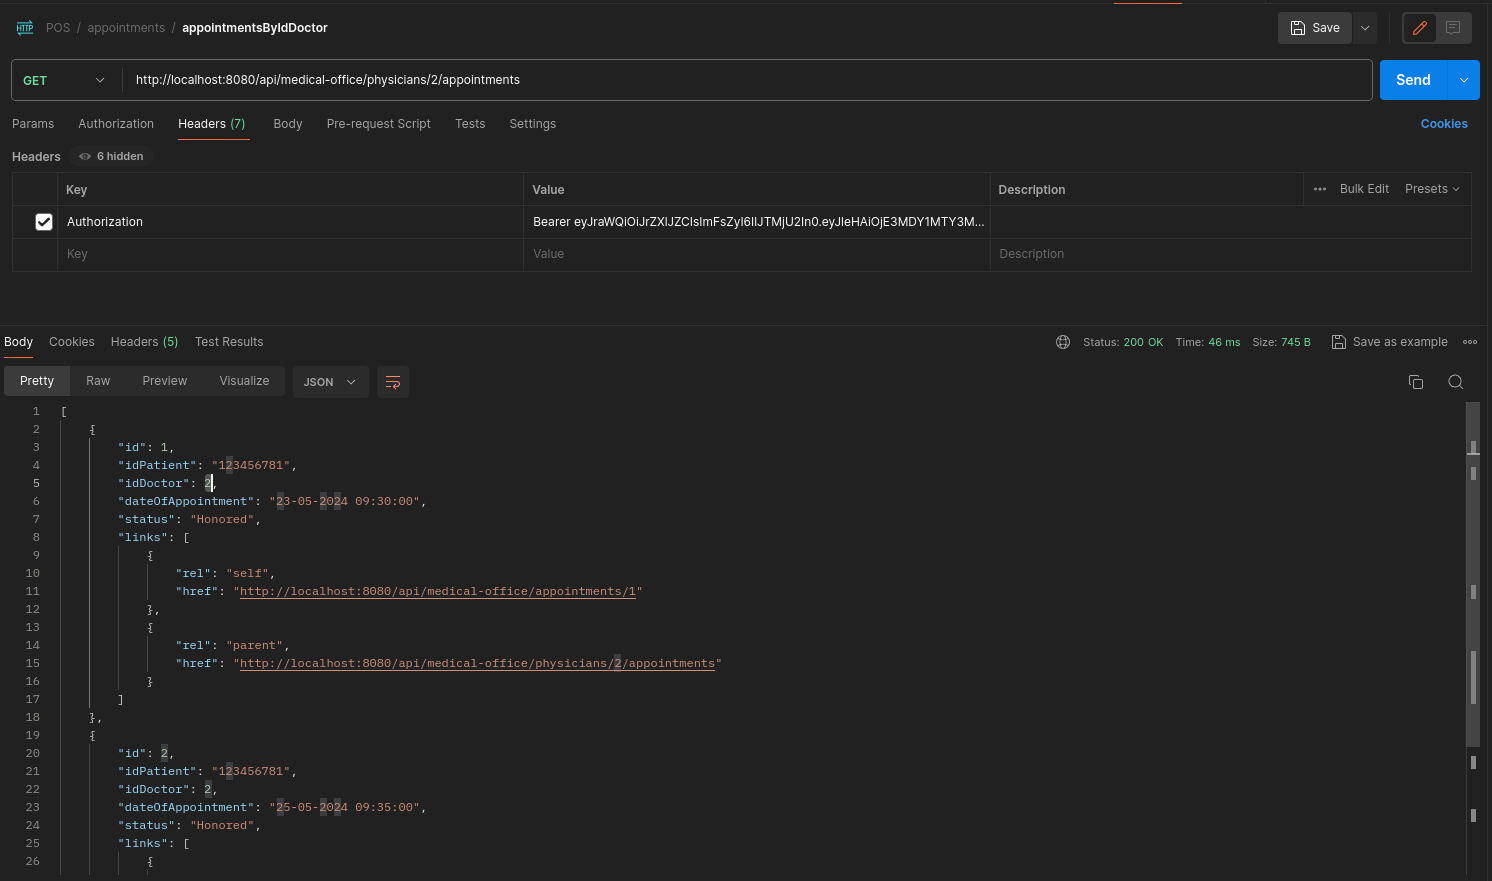 HTTP POS / appointments / appointmentsByIdDoctor Save
GET http://localhost:8080/api/medical-office/physicians/2/appointments Send
Params Authorization Headers (7) Body Pre-request Script Tests Settings Cookies
Headers 6 hidden
Key Value Description ••• Bulk Edit Presets
Authorization Bearer eyJraWQiOiJrZXlJZCIsImFsZyI6IlJTMjU2In0.eyJleHAiOjE3MDY1MTY3M...
Key Value Description
Body Cookies Headers (5) Test Results Status: 200 OK Time: 46 ms Size: 745 B Save as example
Pretty Raw Preview Visualize JSON
1 [
2 {
3 "id": 1,
4 "idPatient": "123456781",
5 "idDoctor": 2,
6 "dateOfAppointment": "23-05-2024 09:30:00",
7 "status": "Honored",
8 "links": [
9 {
10 "rel": "self",
11 "href": "http://localhost:8080/api/medical-office/appointments/1"
12 },
13 {
14 "rel": "parent",
15 "href": "http://localhost:8080/api/medical-office/physicians/2/appointments"
16 }
17 ]
18 },
19 {
20 "id": 2,
21 "idPatient": "123456781",
22 "idDoctor": 2,
23 "dateOfAppointment": "25-05-2024 09:35:00",
24 "status": "Honored",
25 "links": [
26 {